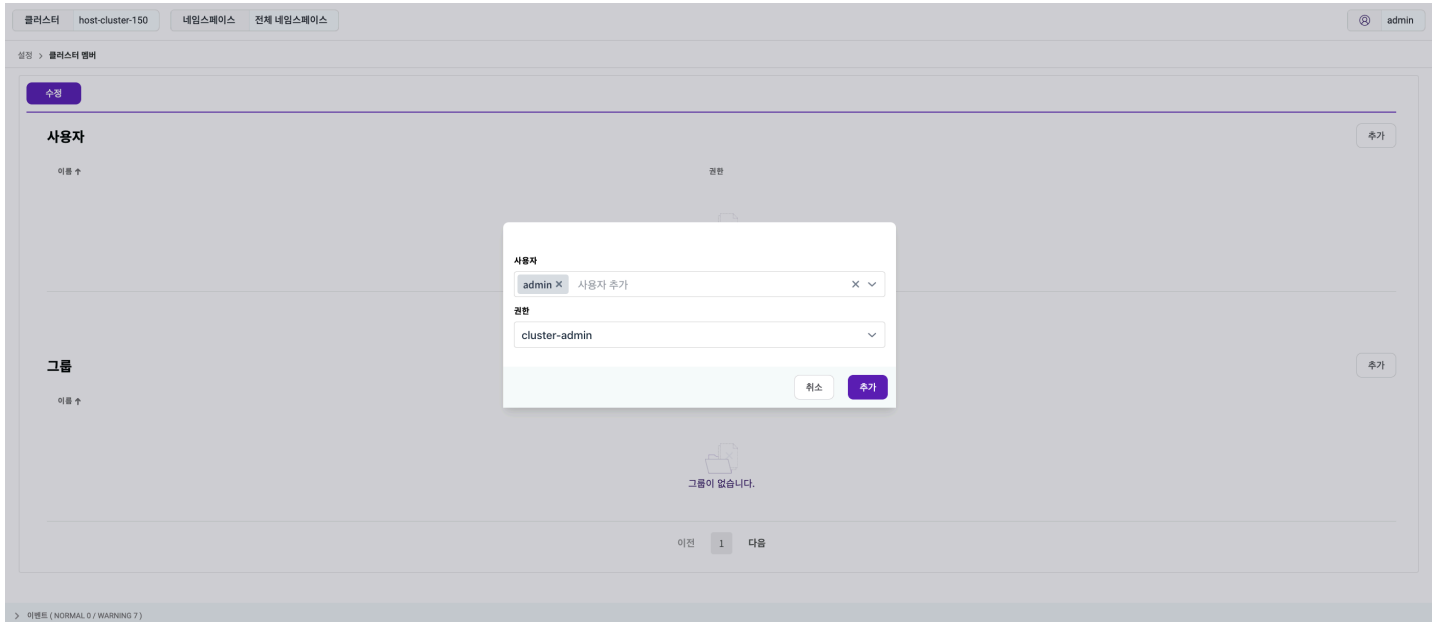 클러스터 host-cluster-150 네임스페이스 전체 네임스페이스 admin
설정 > 클러스터 멤버
수정
사용자 추가
이름 ↑ 권한
사용자
admin × 사용자 추가
권한
cluster-admin
취소 추가
그룹 추가
이름 ↑
그룹이 없습니다.
이전 1 다음
> 이벤트 ( NORMAL 0 / WARNING 7 )